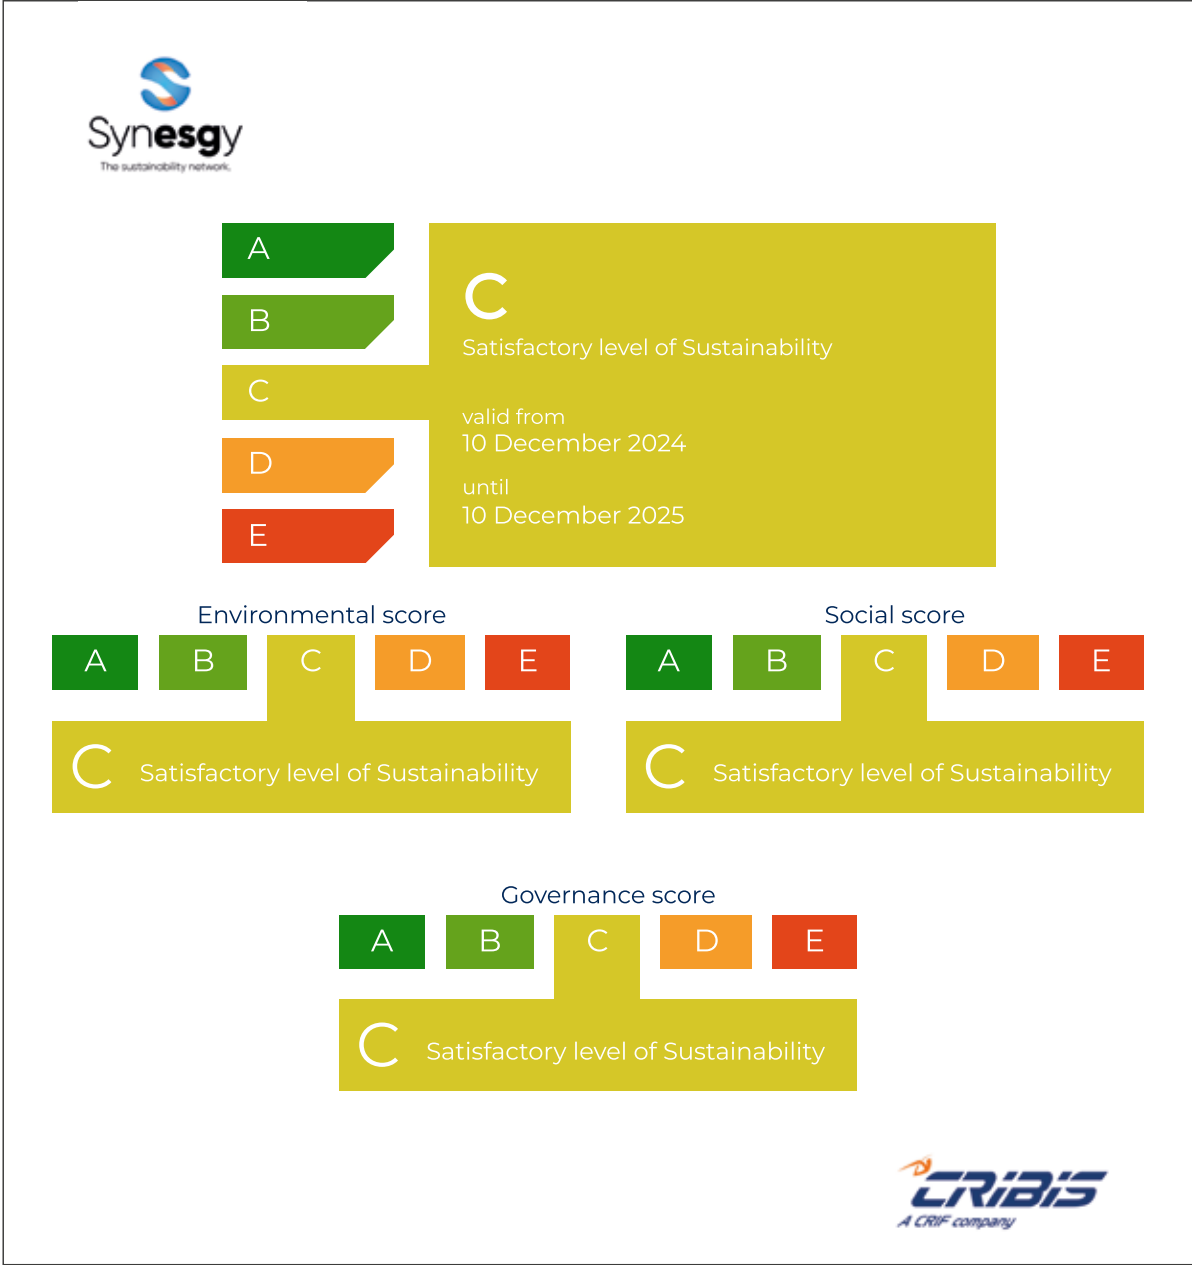 Synesgy
The sustainability network.
A
B
C
D
E
C
Satisfactory level of Sustainability
valid from
10 December 2024
until
10 December 2025
Environmental score
A B C D E
C Satisfactory level of Sustainability
Social score
A B C D E
C Satisfactory level of Sustainability
Governance score
A B C D E
C Satisfactory level of Sustainability
CRIBIS
A CRIF company